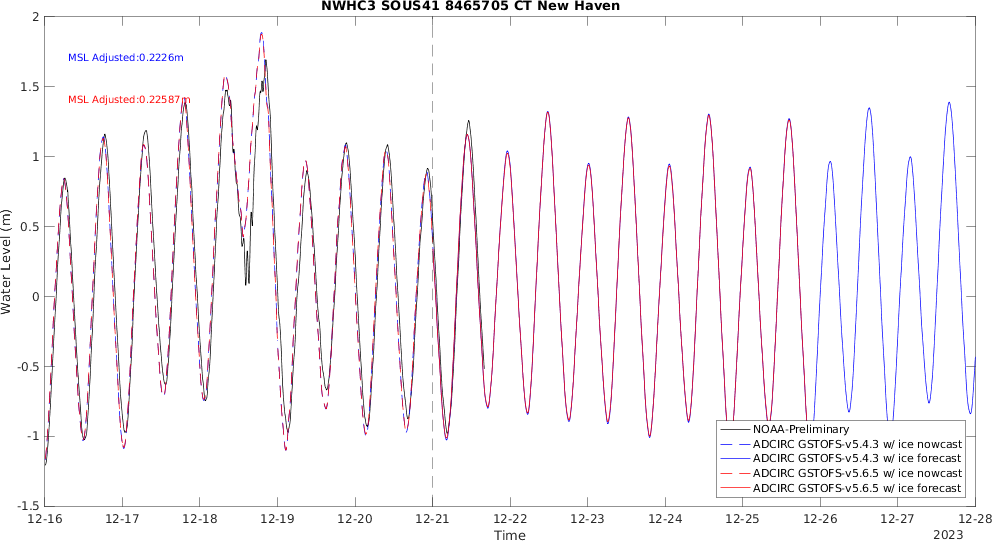 NWHC3 SOUS41 8465705 CT New Haven
2
MSL Adjusted:0.2226m
1.5
MSL Adjusted:0.22587m
1
0.5
Water Level (m)
0
-0.5
-1
NOAA-Preliminary
ADCIRC GSTOFS-v5.4.3 w/ ice nowcast
ADCIRC GSTOFS-v5.4.3 w/ ice forecast
ADCIRC GSTOFS-v5.6.5 w/ ice nowcast
ADCIRC GSTOFS-v5.6.5 w/ ice forecast
-1.5
12-16 12-17 12-18 12-19 12-20 12-21 12-22 12-23 12-24 12-25 12-26 12-27 12-28
Time
2023